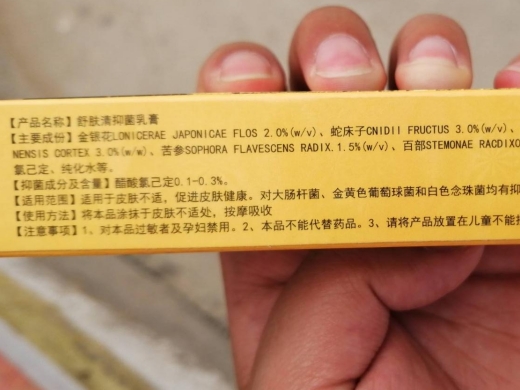 【产品名称】舒肤清抑菌乳膏
【主要成份】金银花LONICERAE JAPONICAE FLOS 2.0%(w/v)、蛇床子CNIDII FRUCTUS 3.0%(w/v)、
NENSIS CORTEX 3.0%(w/w)、苦参SOPHORA FLAVESCENS RADIX.1.5%(w/v)、百部STEMONAE RACDIXO
氯己定、纯化水等。
【抑菌成分及含量】醋酸氯己定0.1-0.3%。
【适用范围】适用于皮肤不适，促进皮肤健康。对大肠杆菌、金黄色葡萄球菌和白色念珠菌均有抑
【使用方法】将本品涂抹于皮肤不适处，按摩吸收
【注意事项】1、对本品过敏者及孕妇禁用。2、本品不能代替药品。3、请将产品放置在儿童不能接